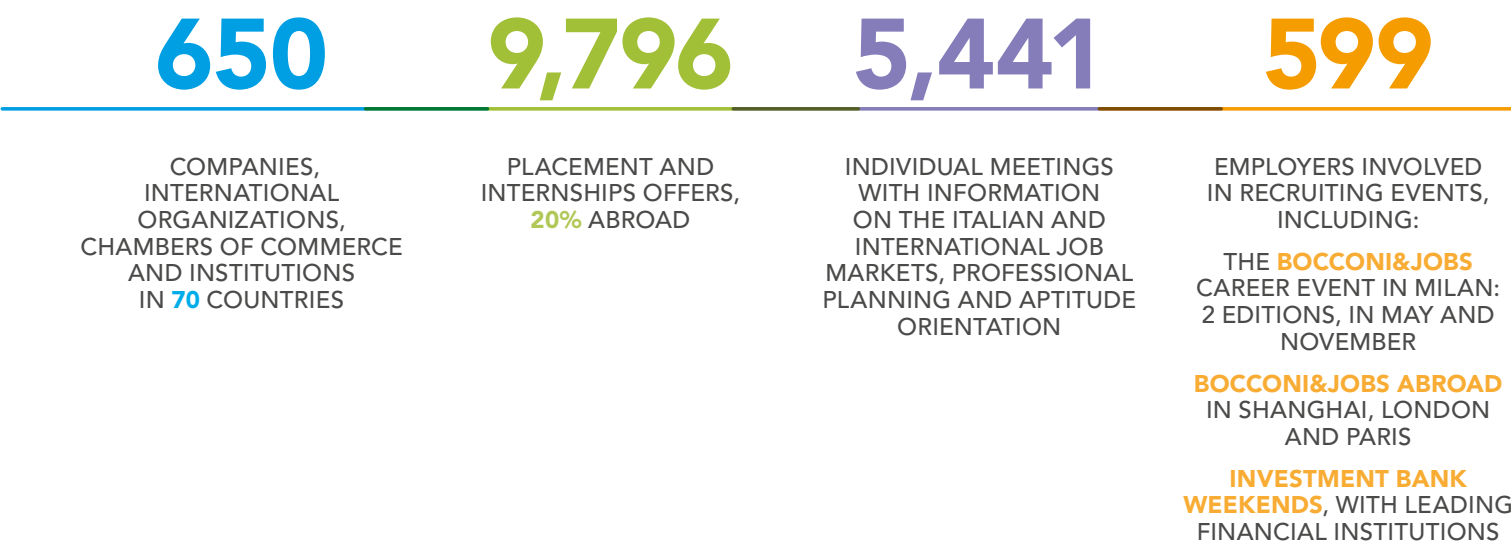 650
COMPANIES,
INTERNATIONAL
ORGANIZATIONS,
CHAMBERS OF COMMERCE
AND INSTITUTIONS
IN 70 COUNTRIES
9,796
PLACEMENT AND
INTERNSHIPS OFFERS,
20% ABROAD
5,441
INDIVIDUAL MEETINGS
WITH INFORMATION
ON THE ITALIAN AND
INTERNATIONAL JOB
MARKETS, PROFESSIONAL
PLANNING AND APTITUDE
ORIENTATION
599
EMPLOYERS INVOLVED
IN RECRUITING EVENTS,
INCLUDING:
THE BOCCONI&JOBS
CAREER EVENT IN MILAN:
2 EDITIONS, IN MAY AND
NOVEMBER
BOCCONI&JOBS ABROAD
IN SHANGHAI, LONDON
AND PARIS
INVESTMENT BANK
WEEKENDS, WITH LEADING
FINANCIAL INSTITUTIONS